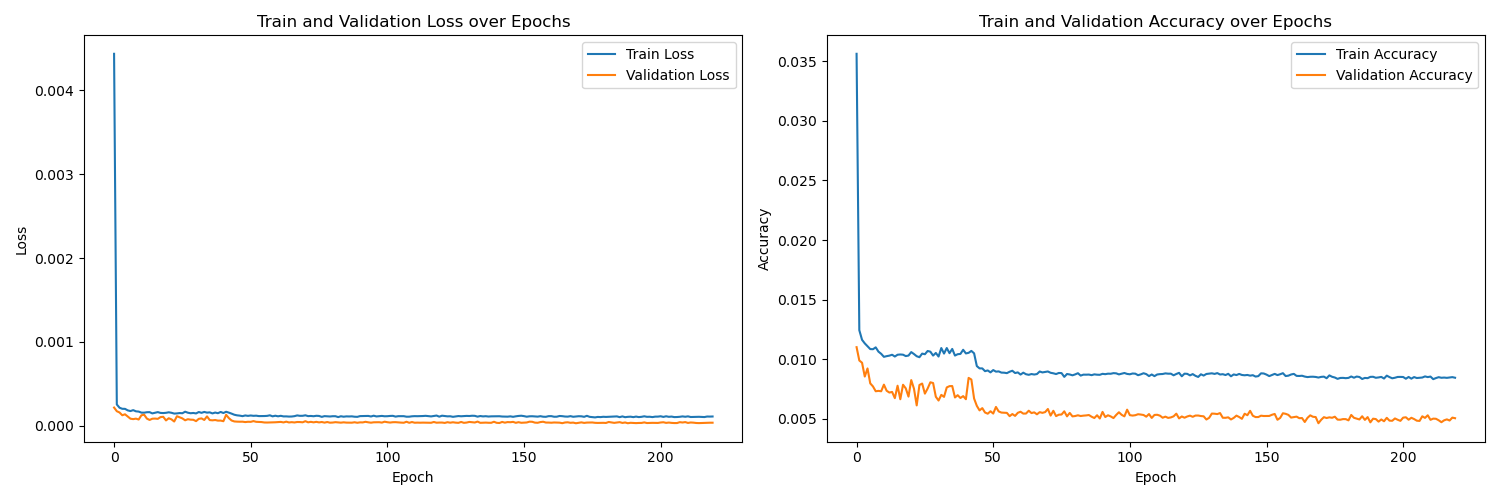 Train and Validation Loss over Epochs
Train Loss
Validation Loss
0.004
0.003
0.002
0.001
0.000
Loss
0
50
100
150
200
Epoch
Train and Validation Accuracy over Epochs
Train Accuracy
Validation Accuracy
0.035
0.030
0.025
0.020
0.015
0.010
0.005
Accuracy
0
50
100
150
200
Epoch